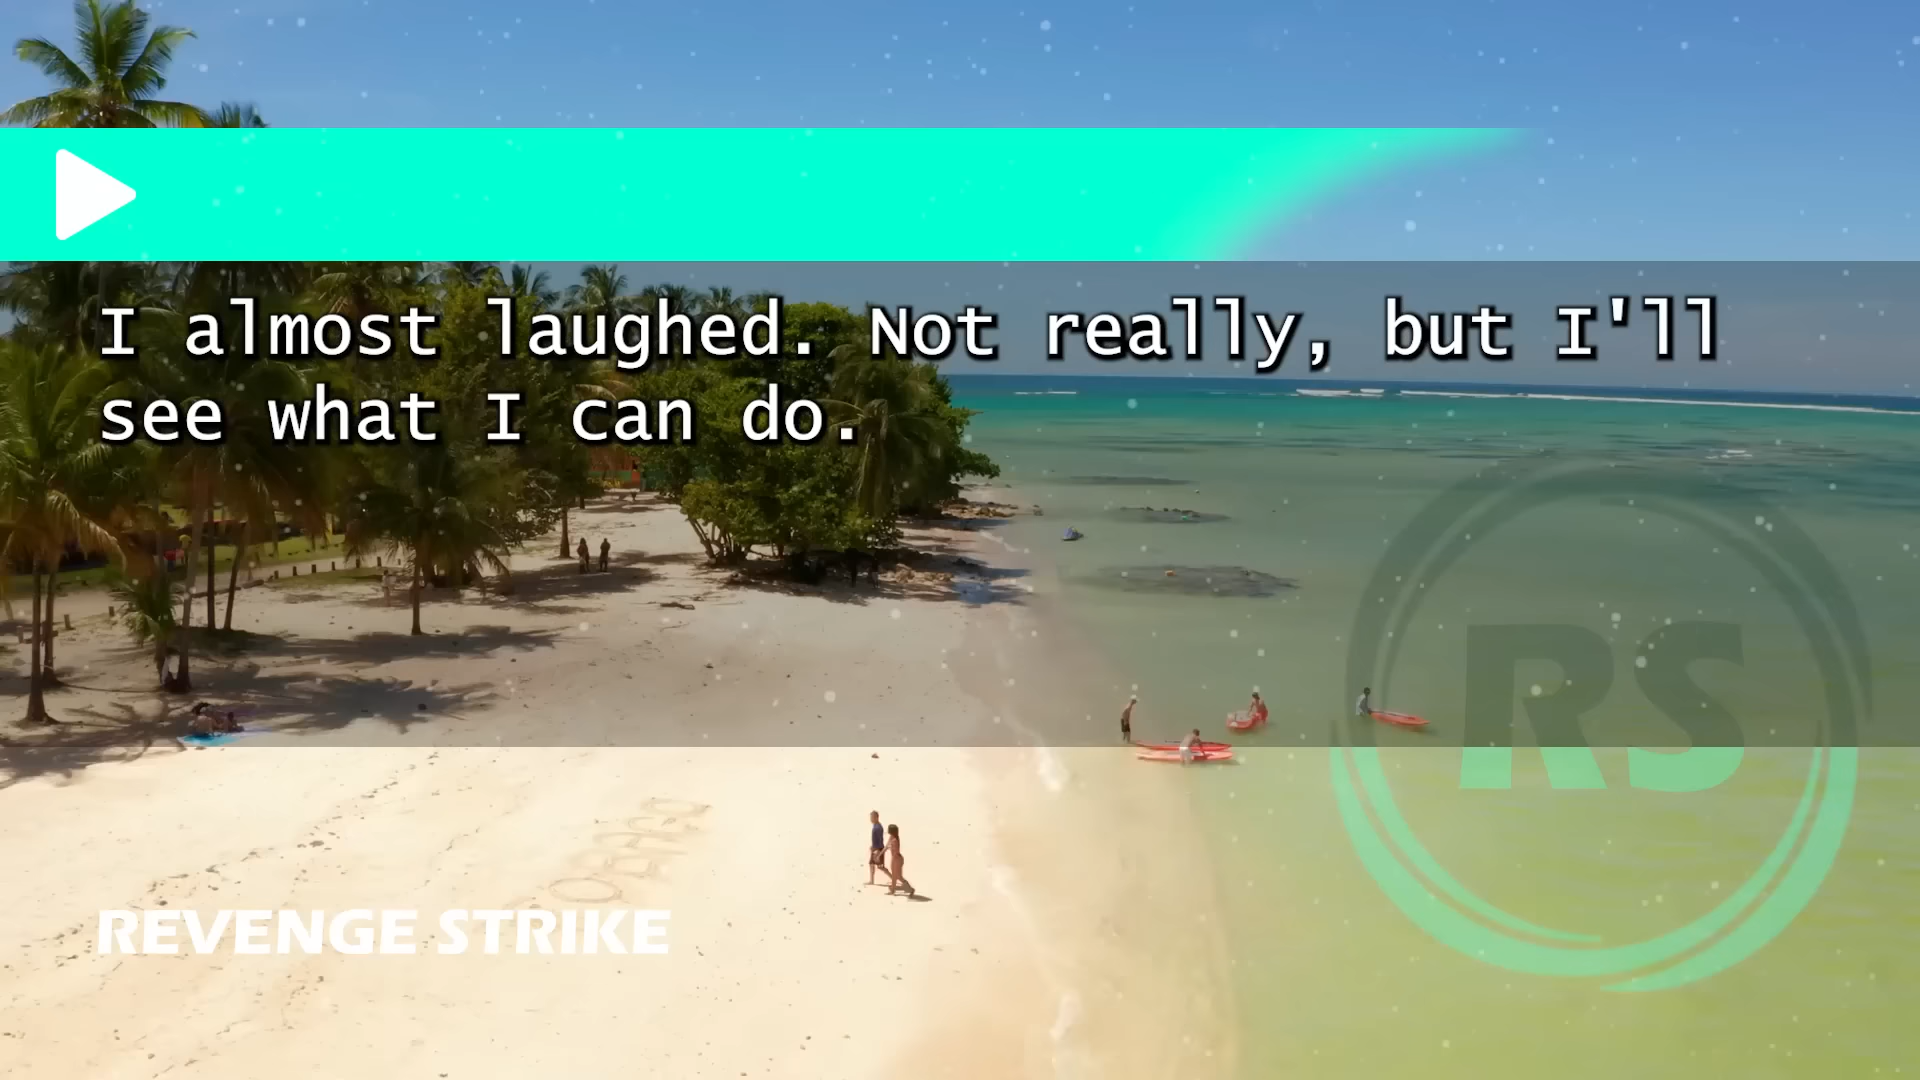 I almost laughed. Not really, but I'll
see what I can do.
RS
REVENGE STRIKE